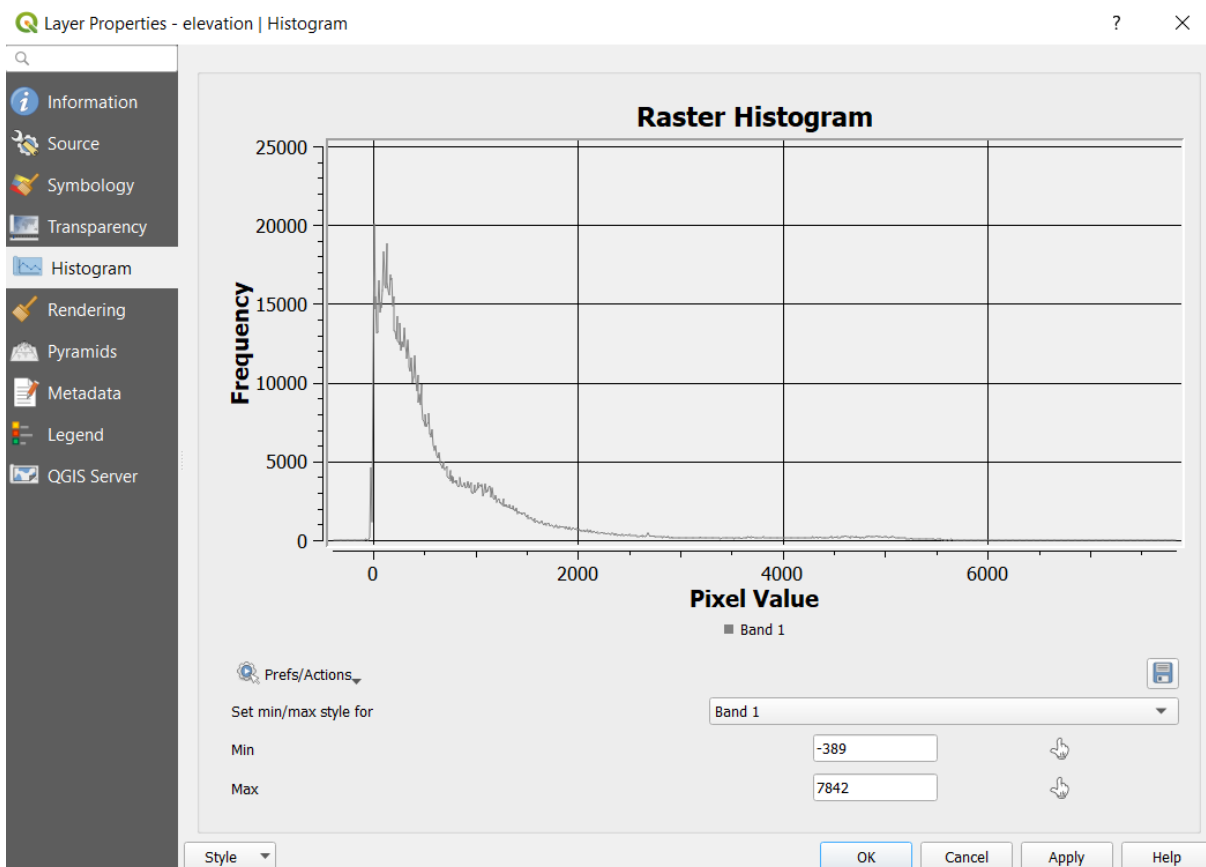 Layer Properties - elevation | Histogram ? ×
Information
Source
Symbology
Transparency
Histogram
Rendering
Pyramids
Metadata
Legend
QGIS Server
Raster Histogram
25000
20000
15000
10000
5000
0
Frequency
0 2000 4000 6000
Pixel Value
Band 1
Prefs/Actions
Set min/max style for Band 1
Min -389
Max 7842
Style OK Cancel Apply Help